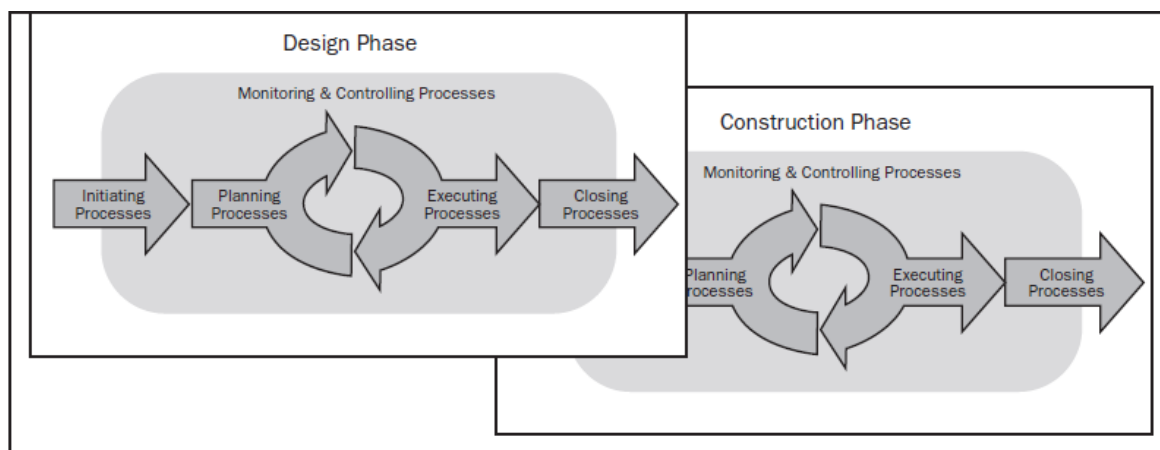 Design Phase
Monitoring & Controlling Processes
Initiating
Processes
Planning
Processes
Executing
Processes
Closing
Processes
Construction Phase
Monitoring & Controlling Processes
Planning
Processes
Executing
Processes
Closing
Processes